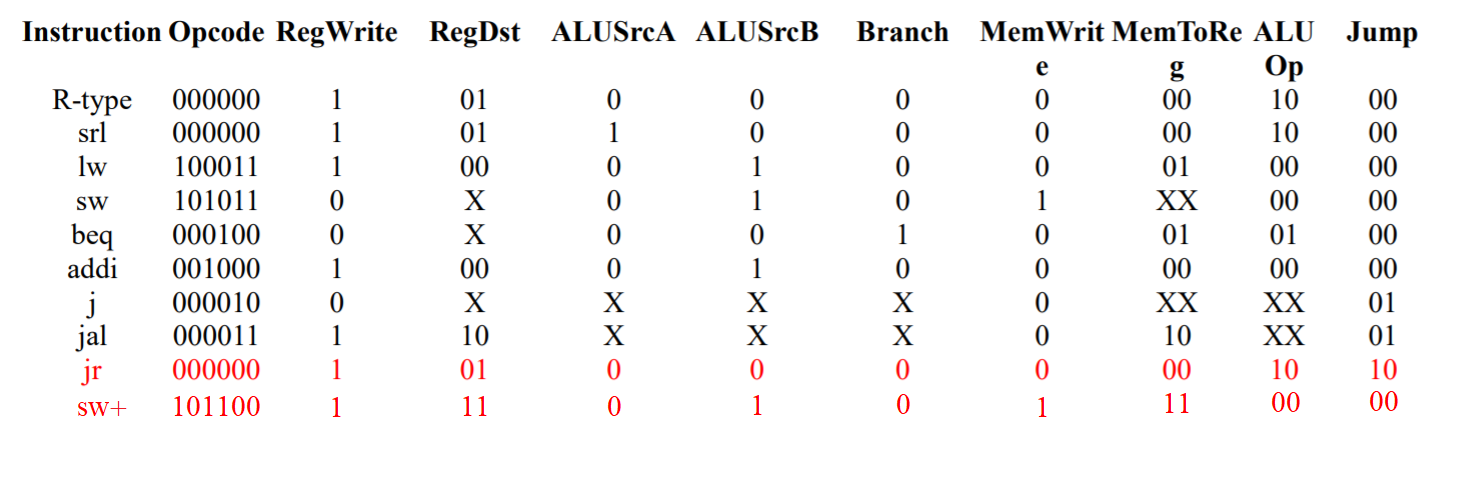 Instruction Opcode RegWrite RegDst ALUSrcA ALUSrcB Branch MemWrit MemToRe ALU Jump
e g Op
R-type 000000 1 01 0 0 0 0 00 10 00
srl 000000 1 01 1 0 0 0 00 10 00
lw 100011 1 00 0 1 0 0 01 00 00
sw 101011 0 X 0 1 0 1 XX 00 00
beq 000100 0 X 0 0 1 0 01 01 00
addi 001000 1 00 0 1 0 0 00 00 00
j 000010 0 X X X X 0 XX XX 01
jal 000011 1 10 X X X 0 10 XX 01
jr 000000 1 01 0 0 0 0 00 10 10
sw+ 101100 1 11 0 1 0 1 11 00 00